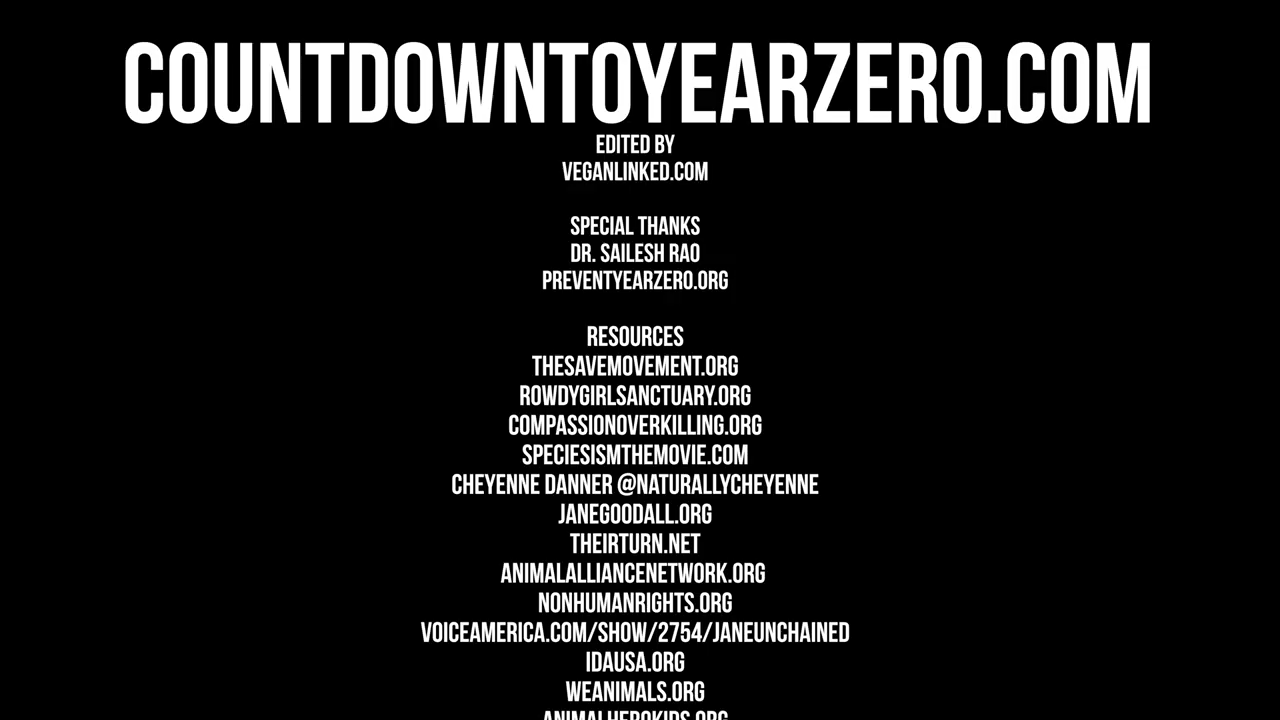 COUNTDOWNTOYEARZERO.COM
EDITED BY
VEGANLINKED.COM
SPECIAL THANKS
DR. SAILESH RAO
PREVENTYEARZERO.ORG
RESOURCES
THESAVEMOVEMENT.ORG
ROWDYGIRLSANCTUARY.ORG
COMPASSIONOVERKILLING.ORG
SPECIESISMTHEMOVIE.COM
CHEYENNE DANNER @NATURALLYCHEYENNE
JANEGOODALL.ORG
THEIRTURN.NET
ANIMALALLIANCENETWORK.ORG
NONHUMANRIGHTS.ORG
VOICEAMERICA.COM/SHOW/2754/JANEUNCHAINED
IDAUSA.ORG
WEANIMALS.ORG
ANIMALHEROKIDS.ORG